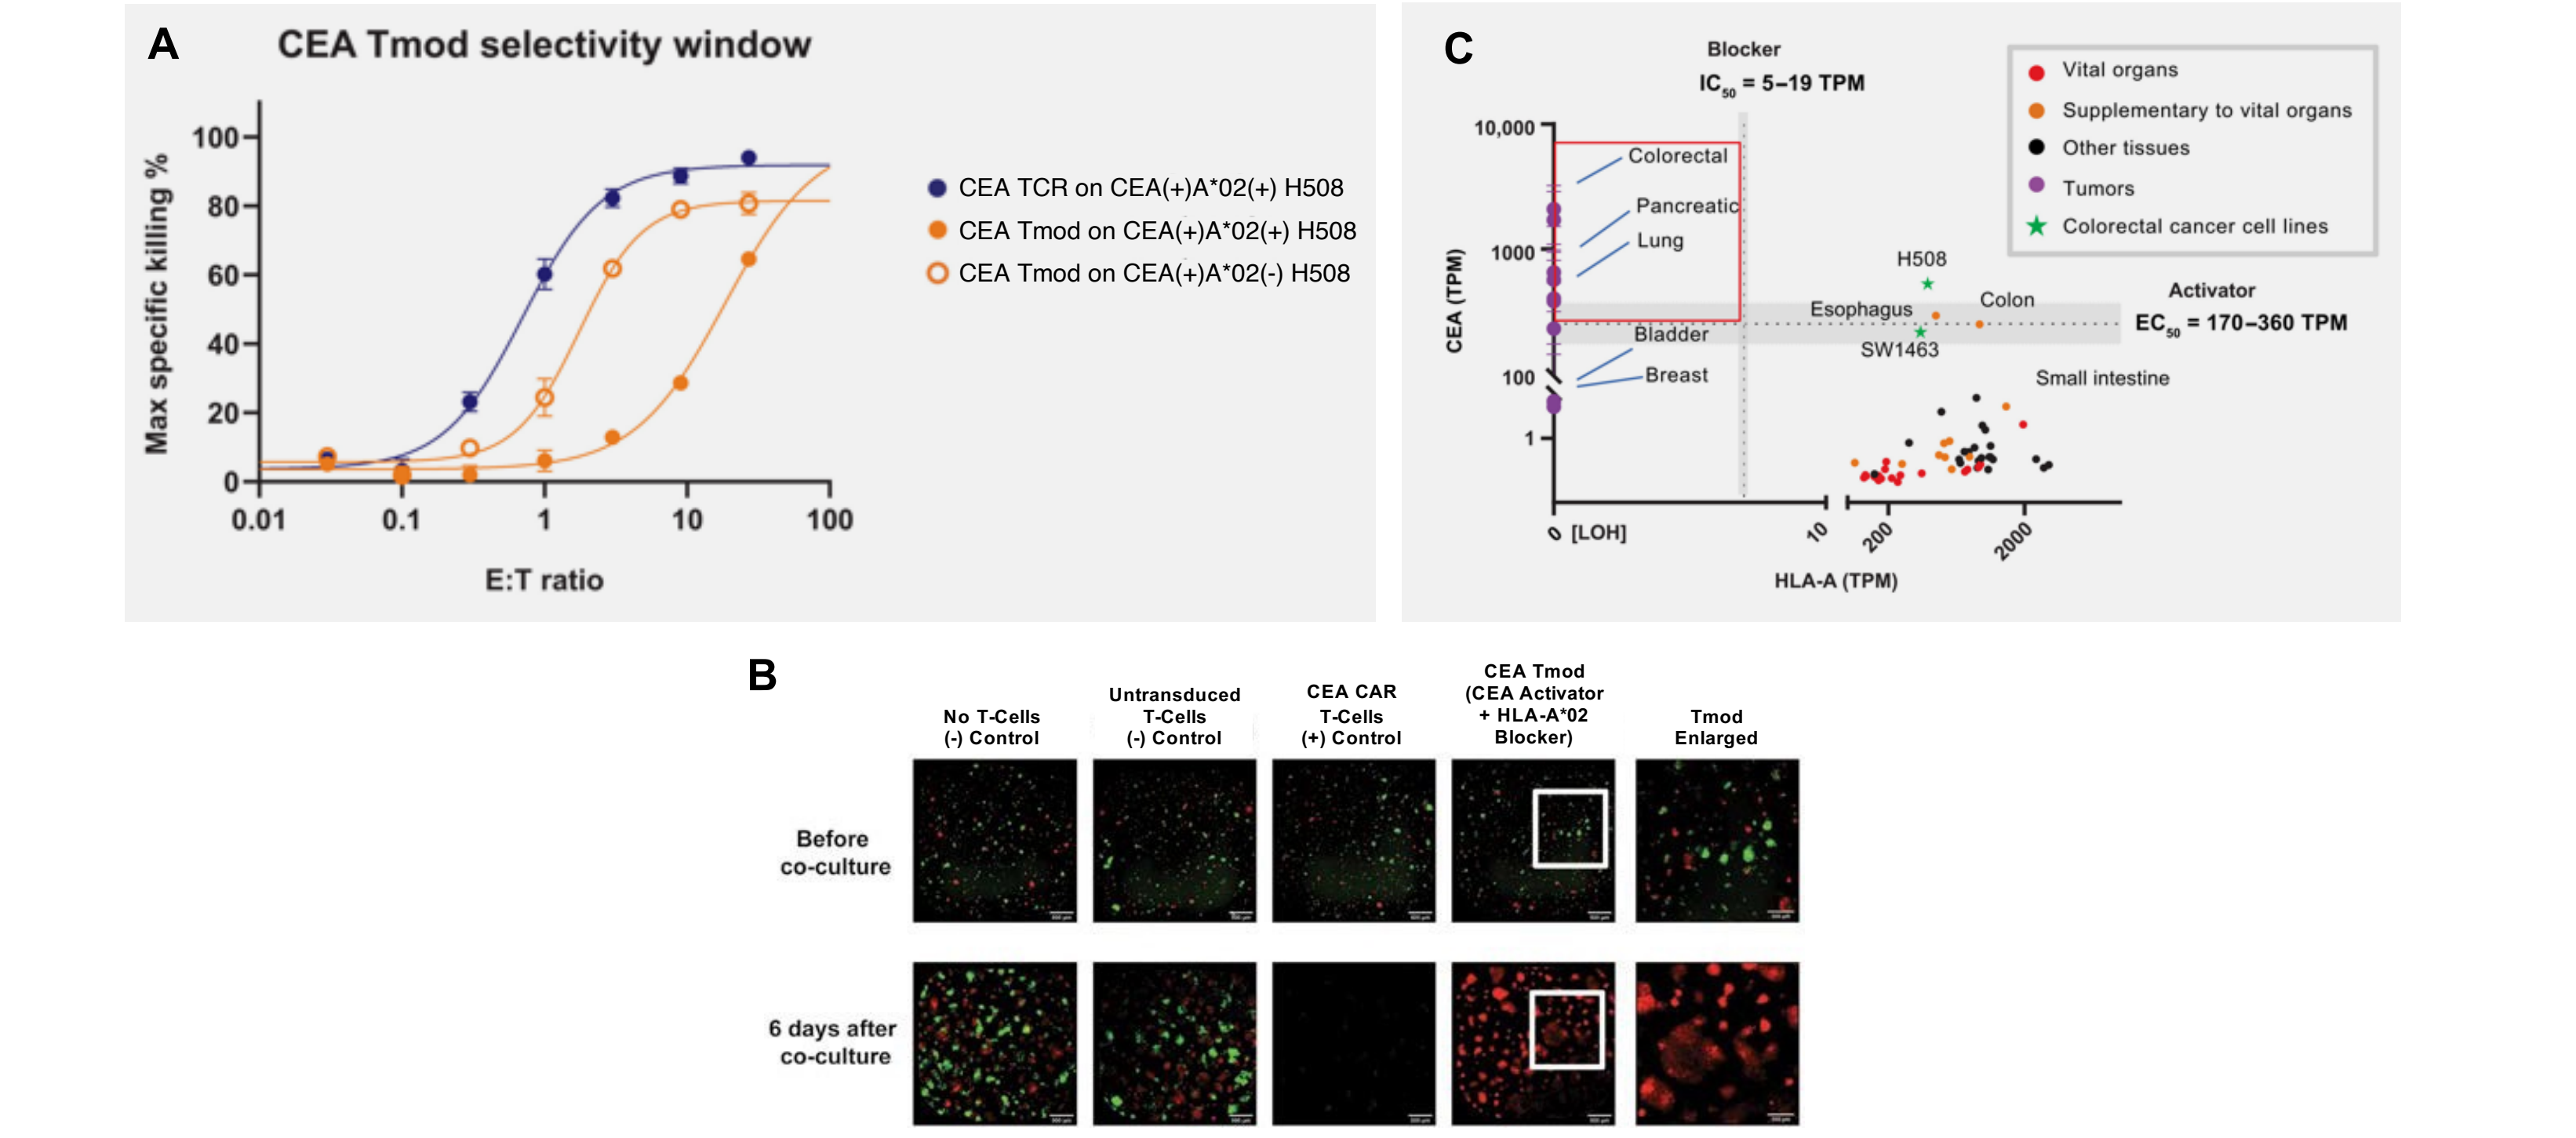 A
CEA Tmod selectivity window
Max specific killing %
100
80
60
40
20
0
0.01
0.1
1
10
100
E:T ratio
CEA TCR on CEA(+)A*02(+) H508
CEA Tmod on CEA(+)A*02(+) H508
CEA Tmod on CEA(+)A*02(-) H508
C
Blocker
IC50 = 5–19 TPM
Vital organs
Supplementary to vital organs
Other tissues
Tumors
Colorectal cancer cell lines
CEA (TPM)
10,000
1000
100
1
Colorectal
Pancreatic
Lung
Bladder
Breast
H508
Esophagus
Colon
SW1463
Small intestine
Activator
EC50 = 170–360 TPM
0
[LOH]
10
200
2000
HLA-A (TPM)
B
No T-Cells
(-) Control
Untransduced
T-Cells
(-) Control
CEA CAR
T-Cells
(+) Control
CEA Tmod
(CEA Activator
+ HLA-A*02
Blocker)
Tmod
Enlarged
Before
co-culture
6 days after
co-culture